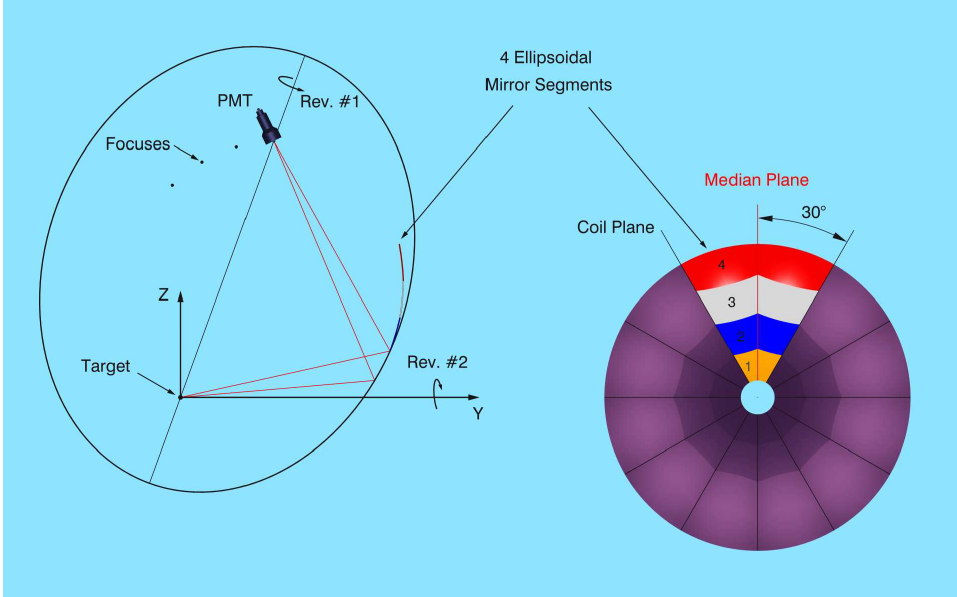 4 Ellipsoidal
Mirror Segments
PMT
Rev. #1
Focuses
Median Plane
30°
Coil Plane
4
3
2
1
Z
Target
Rev. #2
Y